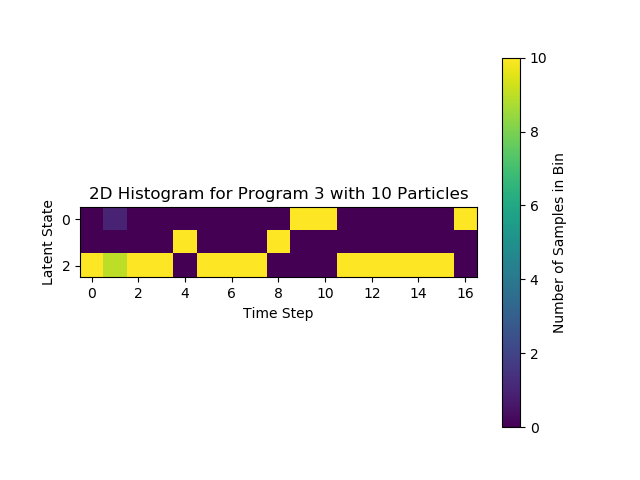 2D Histogram for Program 3 with 10 Particles
Latent State
0
2
0 2 4 6 8 10 12 14 16
Time Step
10
8
6
4
2
0
Number of Samples in Bin